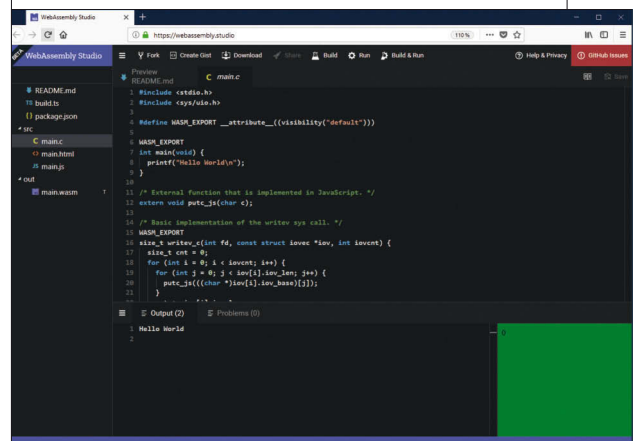 WebAssembly Studio
https://webassembly.studio
110%
BETA
WebAssembly Studio
Fork Create Gist Download Share Build Run Build & Run Help & Privacy GitHub Issues
README.md
build.ts
package.json
src
main.c
main.html
main.js
out
main.wasm ?
Preview README.md
main.c
Save
1 #include <stdio.h>
2 #include <sys/uio.h>
3
4 #define WASM_EXPORT __attribute__((visibility("default")))
5
6 WASM_EXPORT
7 int main(void) {
8 printf("Hello World\n");
9 }
10
11 /* External function that is implemented in JavaScript. */
12 extern void putc_js(char c);
13
14 /* Basic implementation of the writev sys call. */
15 WASM_EXPORT
16 size_t writev_c(int fd, const struct iovec *iov, int iovcnt) {
17 size_t cnt = 0;
18 for (int i = 0; i < iovcnt; i++) {
19 for (int j = 0; j < iov[i].iov_len; j++) {
20 putc_js(((char *)iov[i].iov_base)[j]);
21 }
Output (2)
Problems (0)
1 Hello World
2
0